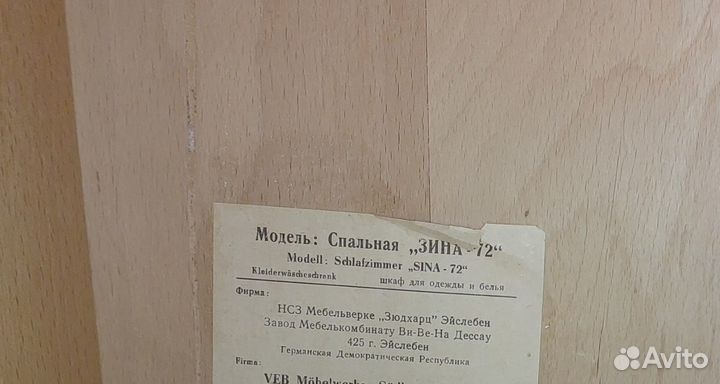 Модель: Спальная „ЗИНА-72“
Modell: Schlafzimmer „SINA-72“
Kleiderwäscheschrank шкаф для одежды и белья
Фирма:
НСЗ Мебельверке „Зюдхарц" Эйслебен
Завод Мебелькомбинату Ви-Ве-На Дессау
425 г. Эйслебен
Германская Демократическая Республика
Firma:
VEB Möbelwerke
Avito